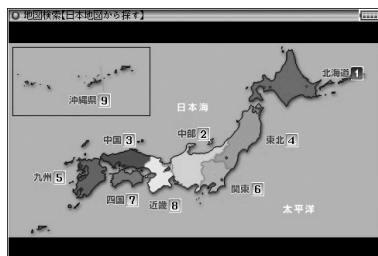 地図検索【日本地図から探す】
北海道 1
沖縄県 9
日本海
中国 3
中部 2
東北 4
九州 5
関東 6
四国 7
近畿 8
太平洋